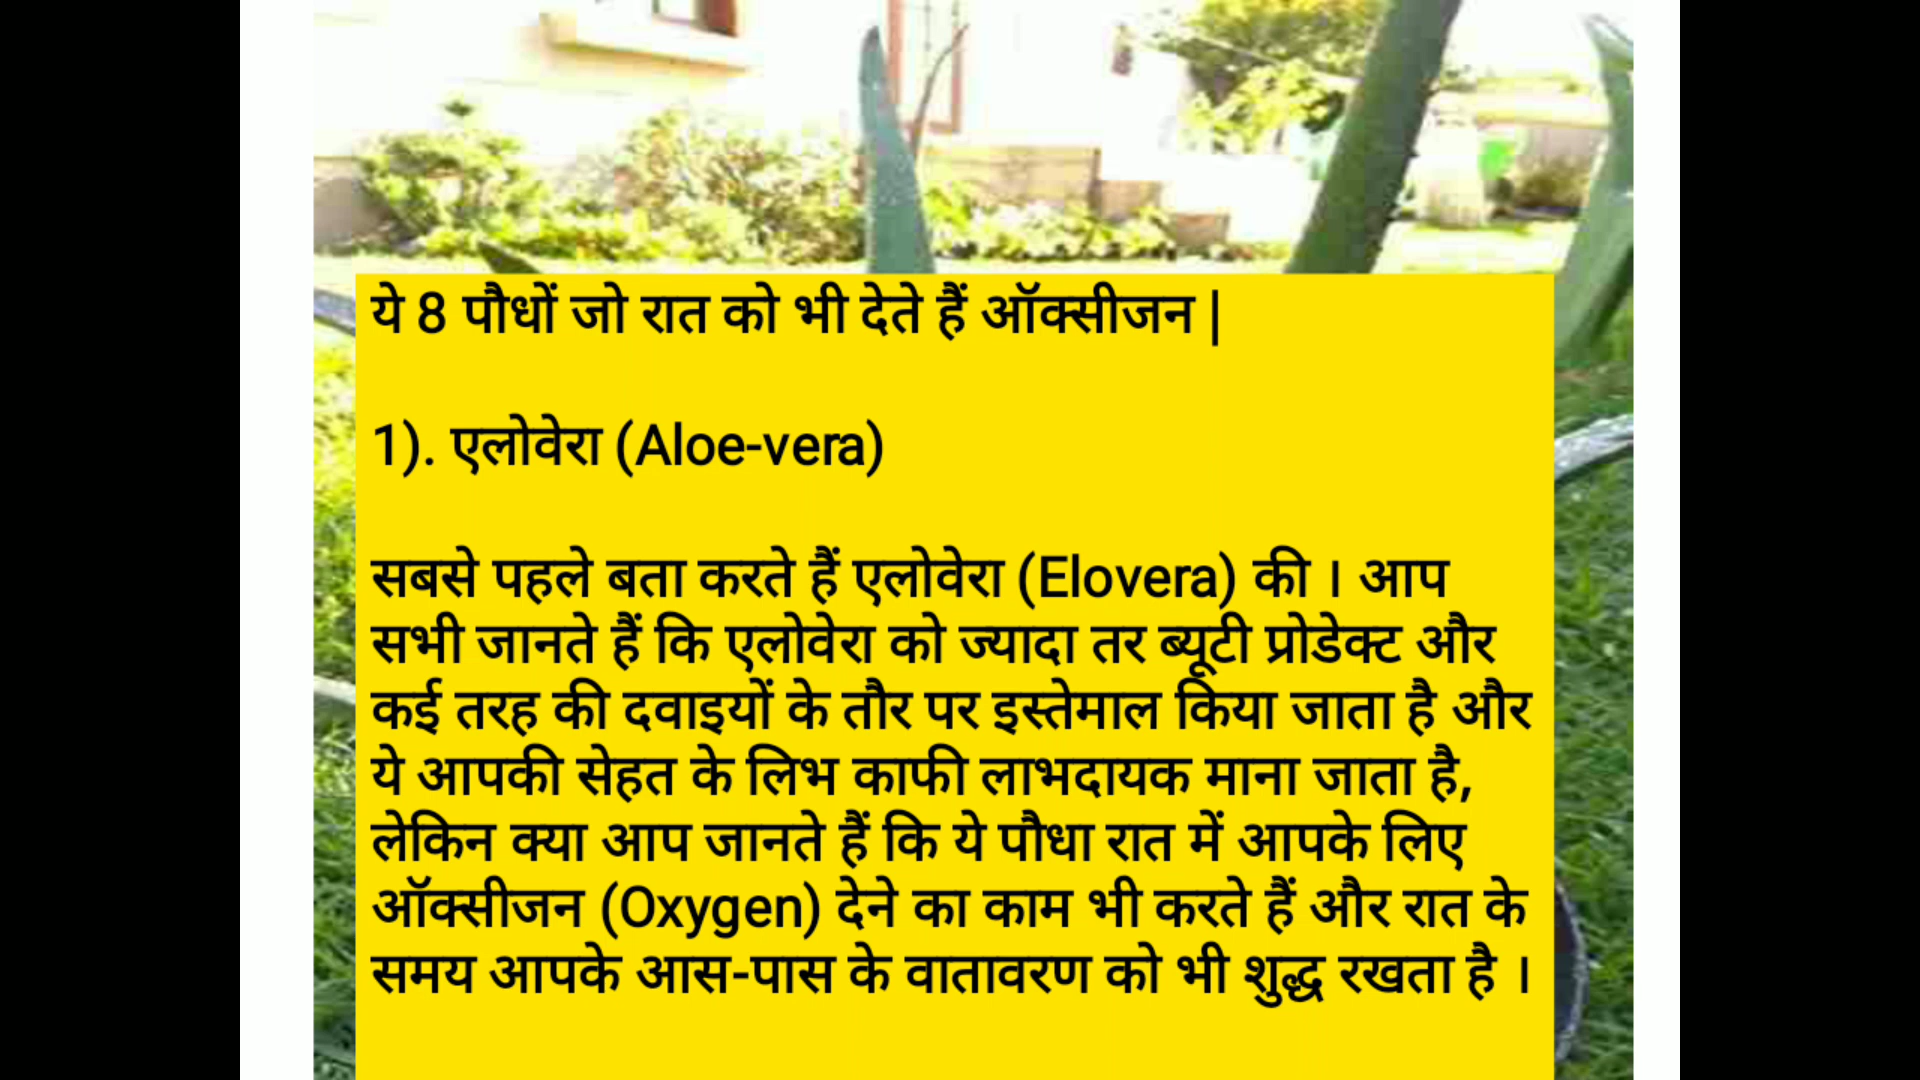 ये 8 पौधों जो रात को भी देते हैं ऑक्सीजन |
1). एलोवेरा (Aloe-vera)
सबसे पहले बता करते हैं एलोवेरा (Elovera) की । आप
सभी जानते हैं कि एलोवेरा को ज्यादा तर ब्यूटी प्रोडेक्ट और
कई तरह की दवाइयों के तौर पर इस्तेमाल किया जाता है और
ये आपकी सेहत के लिभ काफी लाभदायक माना जाता है,
लेकिन क्या आप जानते हैं कि ये पौधा रात में आपके लिए
ऑक्सीजन (Oxygen) देने का काम भी करते हैं और रात के
समय आपके आस-पास के वातावरण को भी शुद्ध रखता है ।